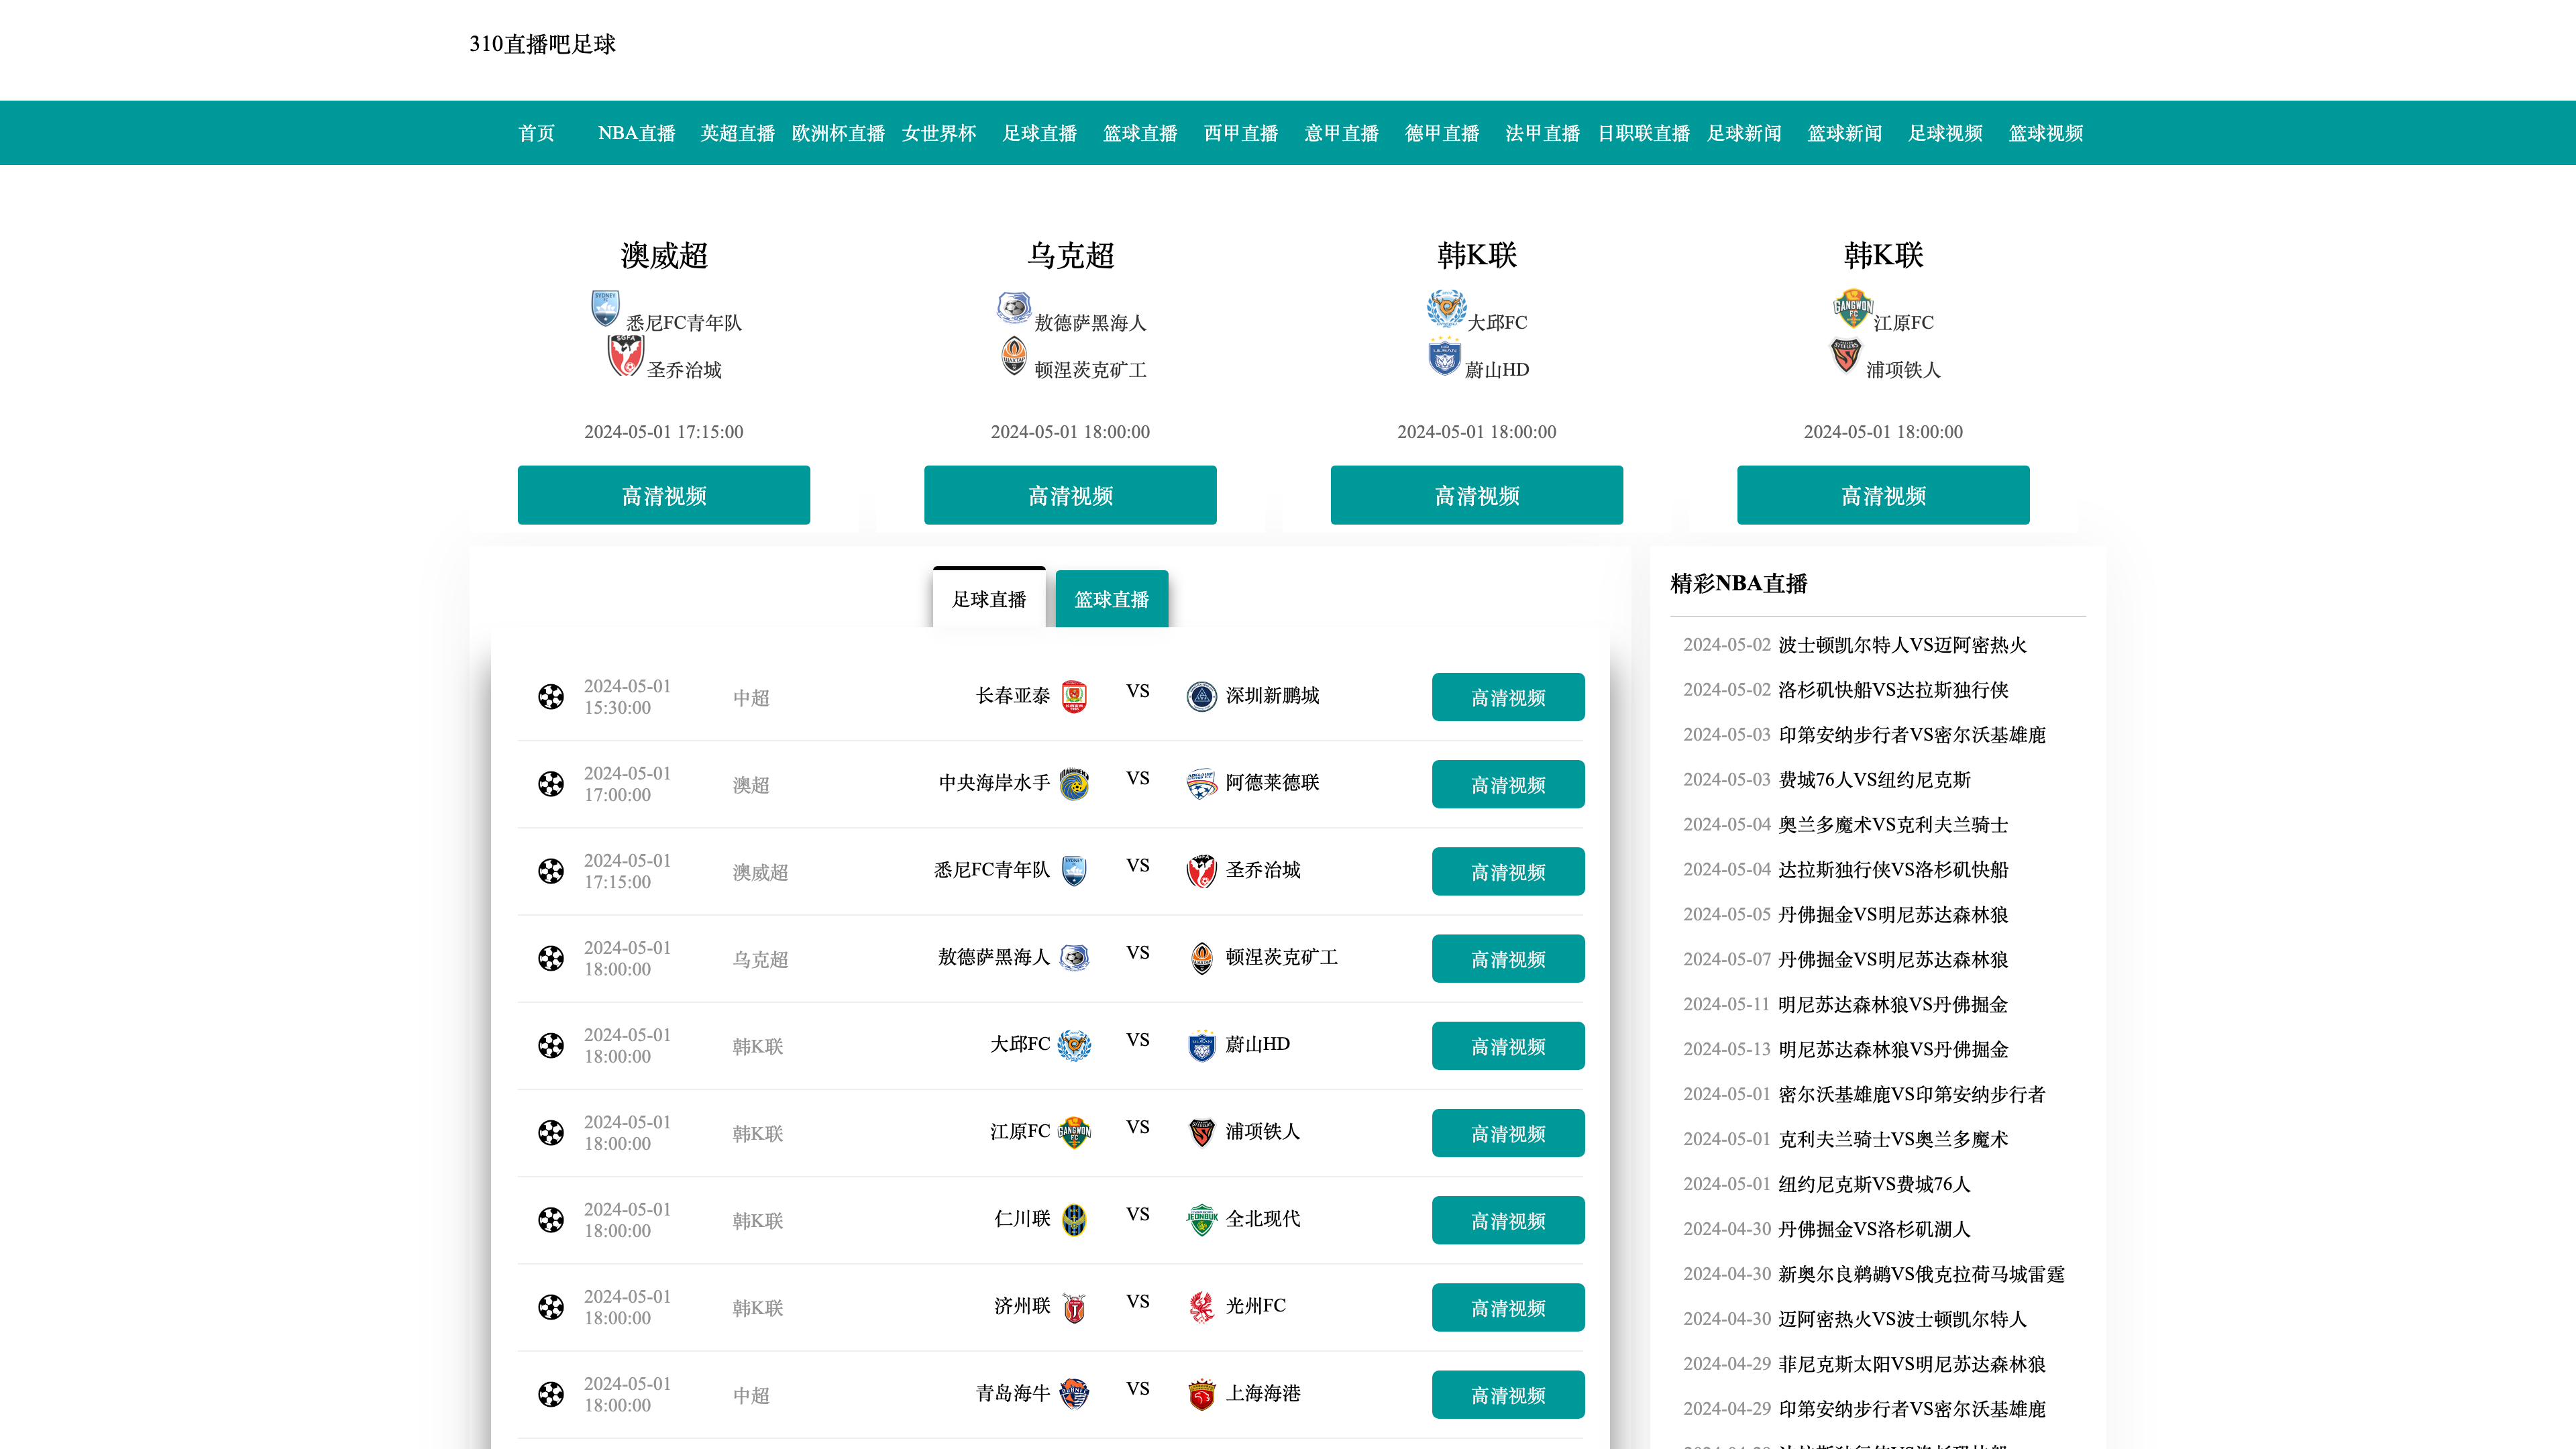 310直播吧足球
首页 NBA直播 英超直播 欧洲杯直播 女世界杯 足球直播 篮球直播 西甲直播 意甲直播 德甲直播 法甲直播 日职联直播 足球新闻 篮球新闻 足球视频 篮球视频
澳威超
悉尼FC青年队
圣乔治城
2024-05-01 17:15:00
高清视频
乌克超
敖德萨黑海人
顿涅茨克矿工
2024-05-01 18:00:00
高清视频
韩K联
大邱FC
蔚山HD
2024-05-01 18:00:00
高清视频
韩K联
江原FC
浦项铁人
2024-05-01 18:00:00
高清视频
足球直播 篮球直播
2024-05-01 15:30:00 中超 长春亚泰 VS 深圳新鹏城 高清视频
2024-05-01 17:00:00 澳超 中央海岸水手 VS 阿德莱德联 高清视频
2024-05-01 17:15:00 澳威超 悉尼FC青年队 VS 圣乔治城 高清视频
2024-05-01 18:00:00 乌克超 敖德萨黑海人 VS 顿涅茨克矿工 高清视频
2024-05-01 18:00:00 韩K联 大邱FC VS 蔚山HD 高清视频
2024-05-01 18:00:00 韩K联 江原FC VS 浦项铁人 高清视频
2024-05-01 18:00:00 韩K联 仁川联 VS 全北现代 高清视频
2024-05-01 18:00:00 韩K联 济州联 VS 光州FC 高清视频
2024-05-01 18:00:00 中超 青岛海牛 VS 上海海港 高清视频
精彩NBA直播
2024-05-02 波士顿凯尔特人VS迈阿密热火
2024-05-02 洛杉矶快船VS达拉斯独行侠
2024-05-03 印第安纳步行者VS密尔沃基雄鹿
2024-05-03 费城76人VS纽约尼克斯
2024-05-04 奥兰多魔术VS克利夫兰骑士
2024-05-04 达拉斯独行侠VS洛杉矶快船
2024-05-05 丹佛掘金VS明尼苏达森林狼
2024-05-07 丹佛掘金VS明尼苏达森林狼
2024-05-11 明尼苏达森林狼VS丹佛掘金
2024-05-13 明尼苏达森林狼VS丹佛掘金
2024-05-01 密尔沃基雄鹿VS印第安纳步行者
2024-05-01 克利夫兰骑士VS奥兰多魔术
2024-05-01 纽约尼克斯VS费城76人
2024-04-30 丹佛掘金VS洛杉矶湖人
2024-04-30 新奥尔良鹈鹕VS俄克拉荷马城雷霆
2024-04-30 迈阿密热火VS波士顿凯尔特人
2024-04-29 菲尼克斯太阳VS明尼苏达森林狼
2024-04-29 印第安纳步行者VS密尔沃基雄鹿